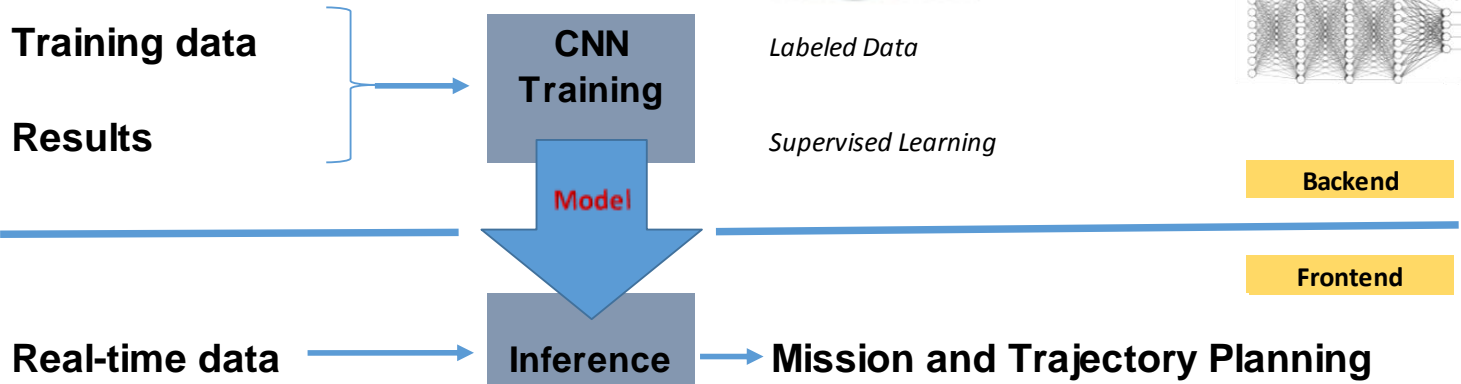 Training data
CNN
Training
Labeled Data
Results
Supervised Learning
Model
Backend
Frontend
Real-time data
Inference
Mission and Trajectory Planning